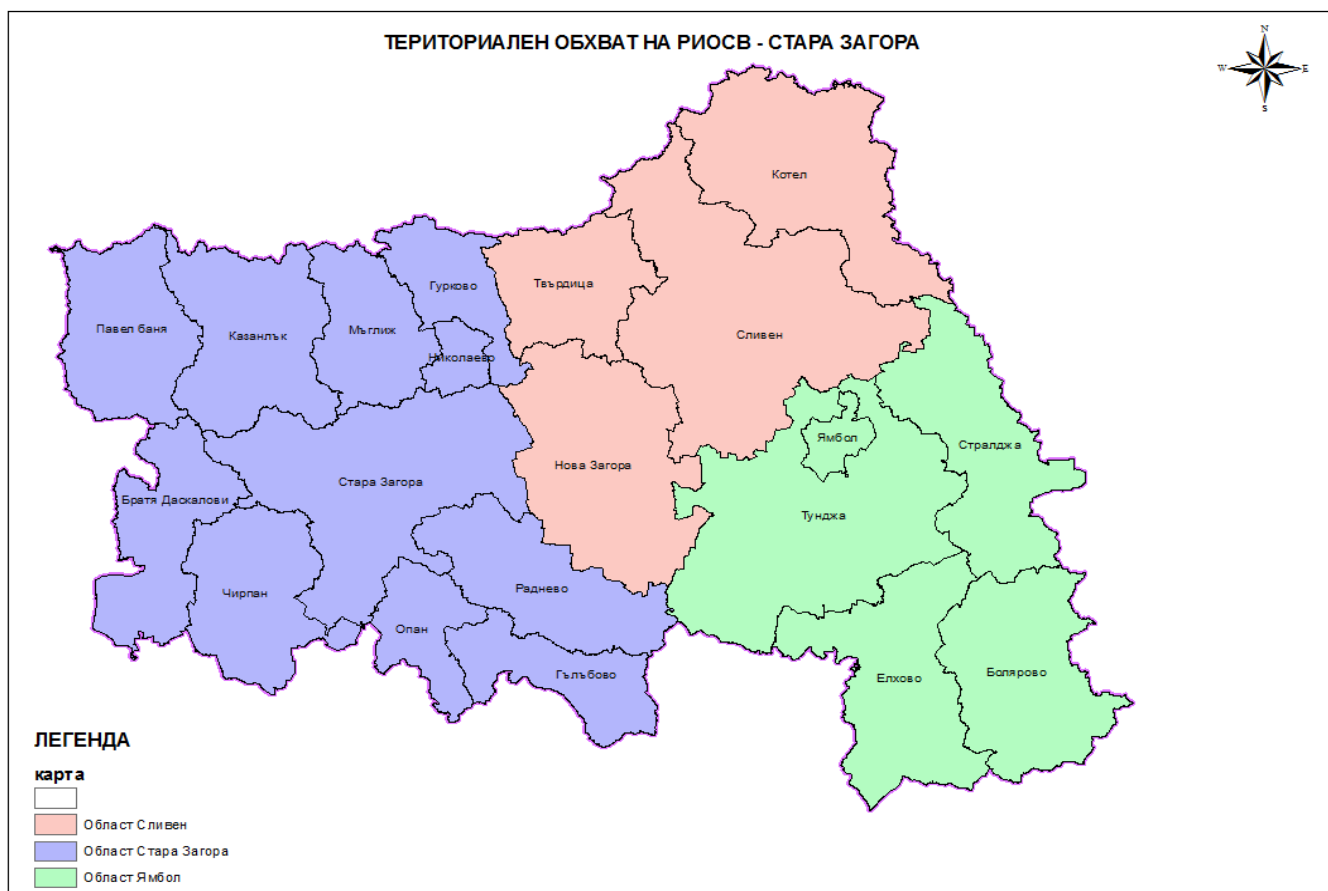 ТЕРИТОРИАЛЕН ОБХВАТ НА РИОСВ - СТАРА ЗАГОРА
N
W
E
S
Котел
Гурково
Твърдица
Павел баня
Казанлък
Мъглиж
Сливен
Николаево
Ямбол
Стралджа
Нова Загора
Стара Загора
Братя Даскалови
Тунджа
Раднево
Чирпан
Опан
Гълъбово
Елхово
Болярово
ЛЕГЕНДА
карта
Област Сливен
Област Стара Загора
Област Ямбол